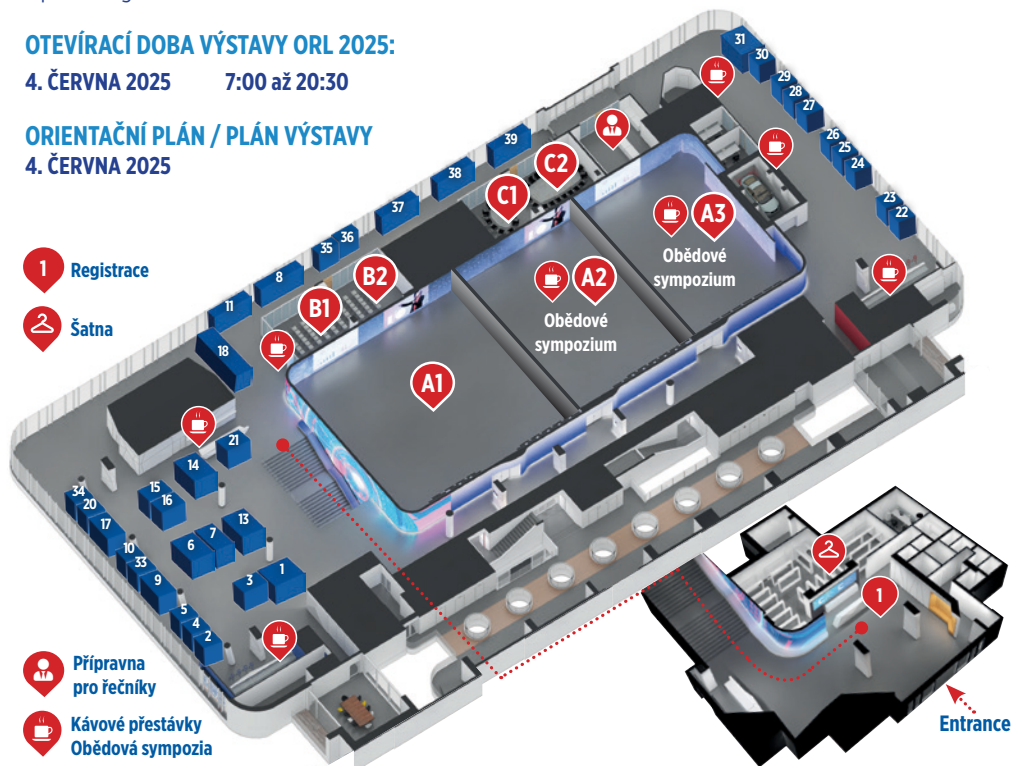 OTEVÍRACÍ DOBA VÝSTAVY ORL 2025:
4. ČERVNA 2025 7:00 až 20:30
ORIENTAČNÍ PLÁN / PLÁN VÝSTAVY
4. ČERVNA 2025
1 Registrace
Šatna
31
30
29
28
27
26
25
24
23
22
39
38
37
36
35
8
11
18
C2
C1
B2
B1
A3
Obědové
sympozium
A2
Obědové
sympozium
A1
21
14
15
16
34
20
17
13
7
6
10
33
9
1
3
5
4
2
1
Přípravna
pro řečníky
Kávové přestávky
Obědová sympozia
Entrance